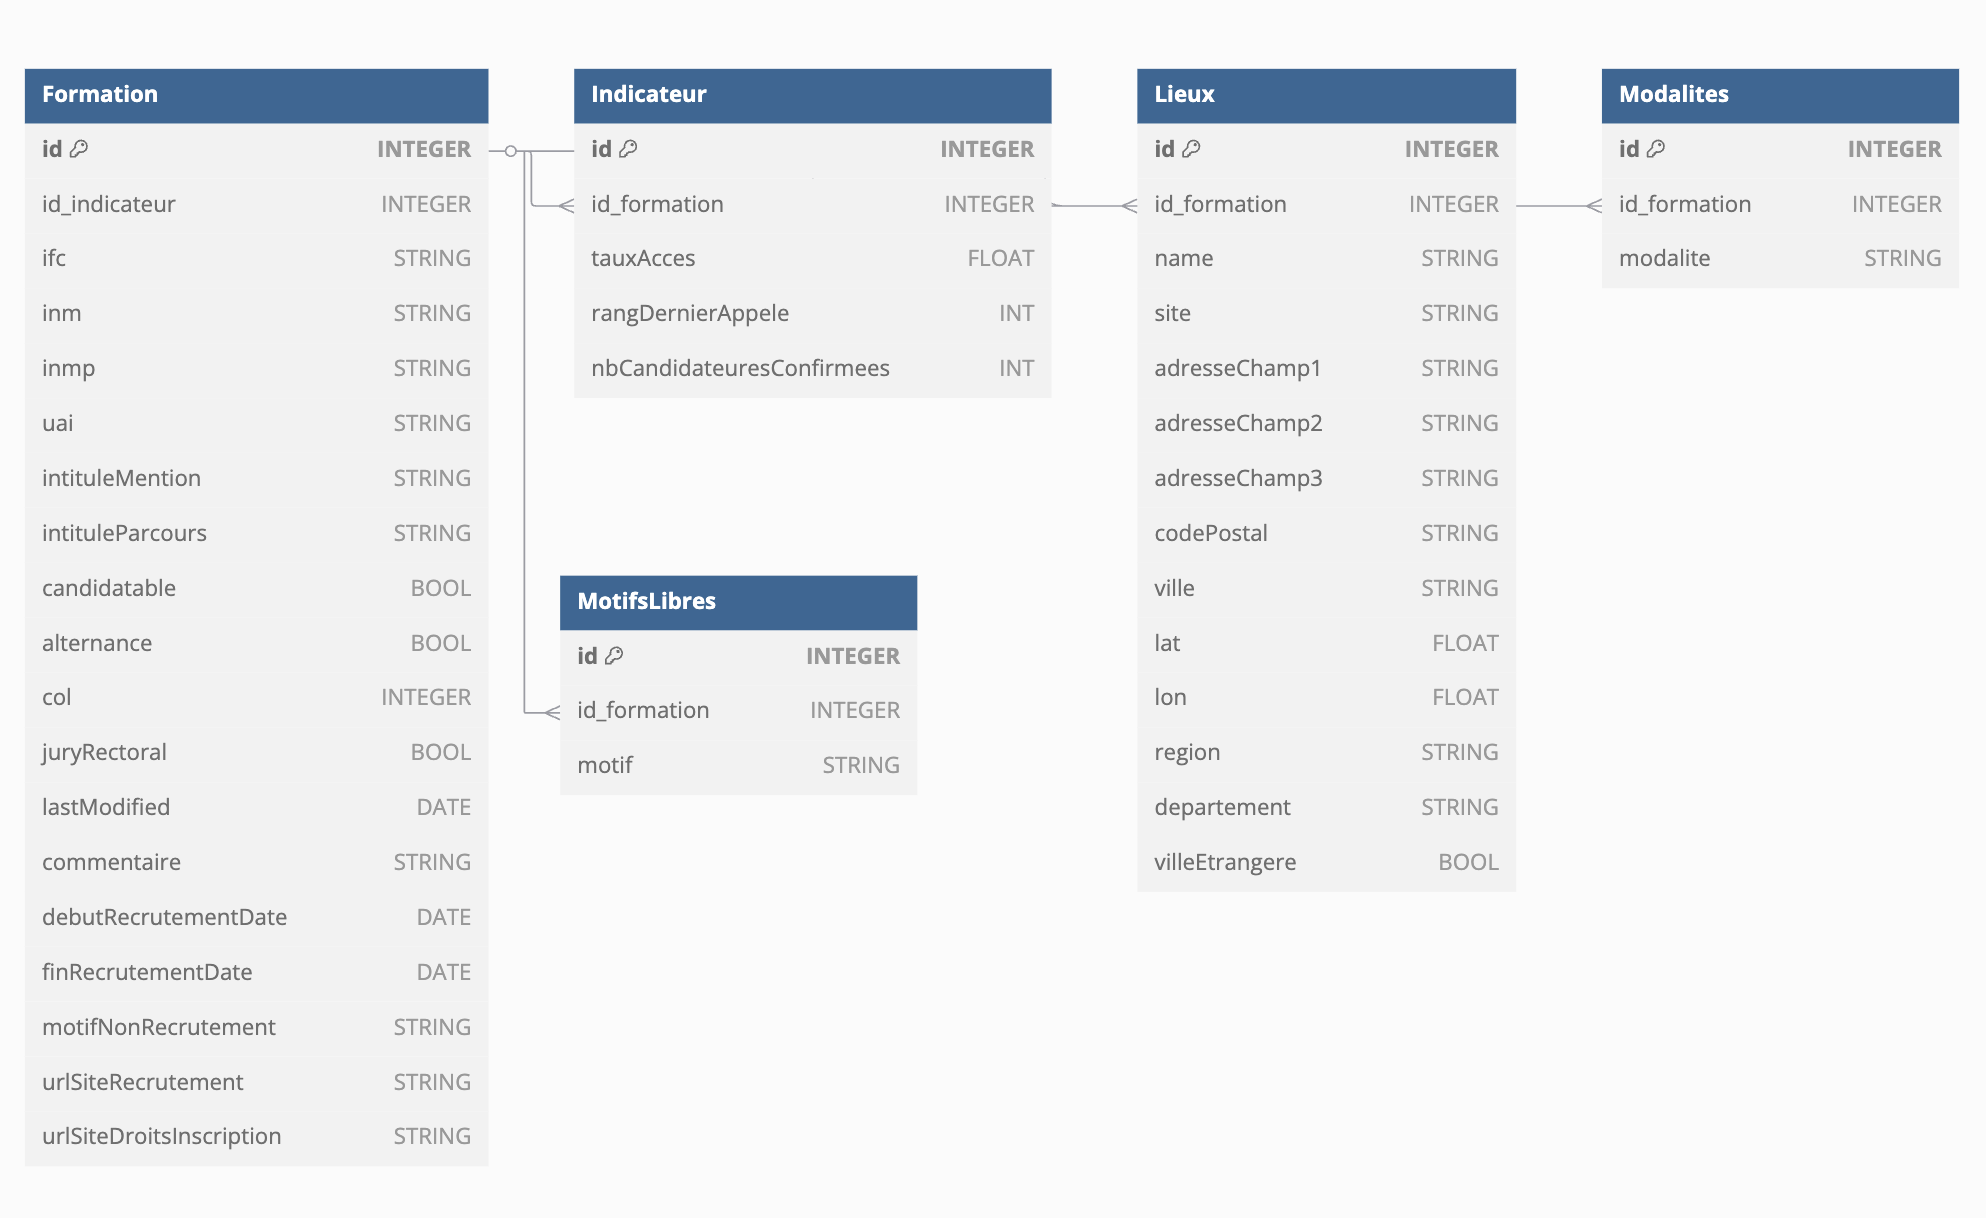 Formation
id INTEGER
id_indicateur INTEGER
ifc STRING
inm STRING
inmp STRING
uai STRING
intituleMention STRING
intituleParcours STRING
candidatable BOOL
alternance BOOL
col INTEGER
juryRectoral BOOL
lastModified DATE
commentaire STRING
debutRecrutementDate DATE
finRecrutementDate DATE
motifNonRecrutement STRING
urlSiteRecrutement STRING
urlSiteDroitsInscription STRING
Indicateur
id INTEGER
id_formation INTEGER
tauxAcces FLOAT
rangDernierAppele INT
nbCandidateuresConfirmees INT
MotifsLibres
id INTEGER
id_formation INTEGER
motif STRING
Lieux
id INTEGER
id_formation INTEGER
name STRING
site STRING
adresseChamp1 STRING
adresseChamp2 STRING
adresseChamp3 STRING
codePostal STRING
ville STRING
lat FLOAT
lon FLOAT
region STRING
departement STRING
villeEtrangere BOOL
Modalites
id INTEGER
id_formation INTEGER
modalite STRING